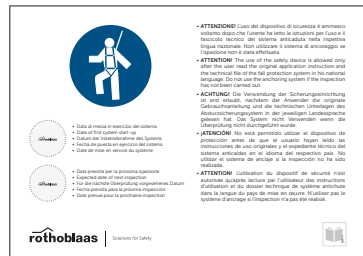 • ATTENZIONE! L'uso del dispositivo di sicurezza è ammesso
soltanto dopo che l'utente ha letto le istruzioni per l'uso e il
fascicolo tecnico del sistema anticaduta nella rispettiva
lingua nazionale. Non utilizzare il sistema di ancoraggio se
l'ispezione non è stata effettuata.
• ATTENTION! The use of the safety device is allowed only
after the user read the original application instruction and
the technical file of the fall protection system in his national
language. Do not use the anchoring system if the inspection
has not been carried out.
• ACHTUNG! Die Verwendung der Sicherungseinrichtung
ist erst erlaubt, nachdem der Anwender die originale
Gebrauchsanleitung und die technischen Unterlagen des
Absturzsicherungssystem in der jeweiligen Landessprache
gelesen hat. Das System nicht Verwenden wenn die
Überprüfung nicht durchgeführt wurde.
• ¡ATENCIÓN! No está permitido utilizar el dispositivo de
protección antes de que el usuario hayan leído las
instrucciones de uso originales y el expediente técnico del
sistema anticaídas en el idioma del respectivo país. No
utilizar el sistema de anclaje si la inspección no ha sido
realizada.
• ATTENTION! L'utilisation du dispositif de sécurité n'est
autorisée qu'après lecture par l'utilisateur des instructions
d'utilisation et du dossier technique de système antichute
dans la langue du pays de mise en œuvre. N'utiliser pas le
système d'ancrage si l'inspection n'a pas été réalisé.
rothoblaas
• Data di messa in esercizio del sistema
• Date of first system start-up
• Datum der Inbetriebnahme des Systems
• Fecha de puesta en ejercicio del sistema
• Date de mise en service du système
rothoblaas
• Data prevista per la prossima ispezione
• Expected date of next inspection
• Für die nächste Überprüfung vorgesehenes Datum
• Fecha prevista para la próxima inspección
• Date prévue pour la prochaine inspection
rothoblaas
Solutions for Safety